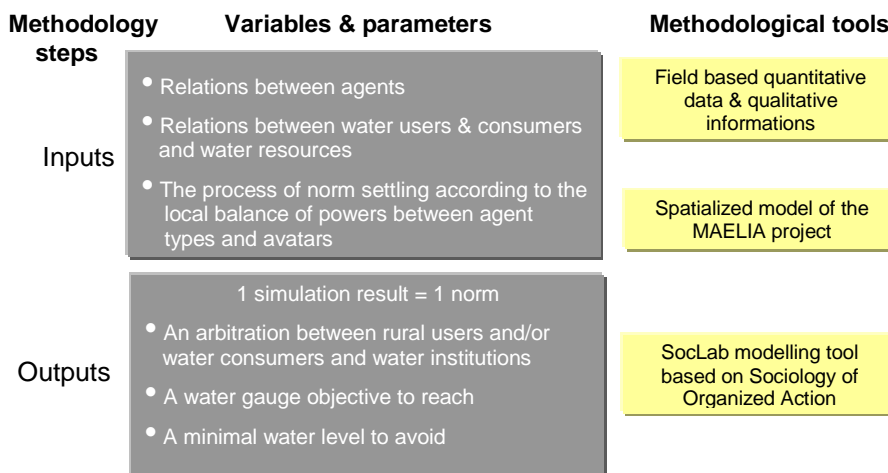 Methodology steps
Variables & parameters
Methodological tools
Inputs
• Relations between agents
• Relations between water users & consumers
and water resources
• The process of norm settling according to the
local balance of powers between agent
types and avatars
Field based quantitative
data & qualitative
informations
Spatialized model of the
MAELIA project
Outputs
1 simulation result = 1 norm
• An arbitration between rural users and/or
water consumers and water institutions
• A water gauge objective to reach
• A minimal water level to avoid
SocLab modelling tool
based on Sociology of
Organized Action